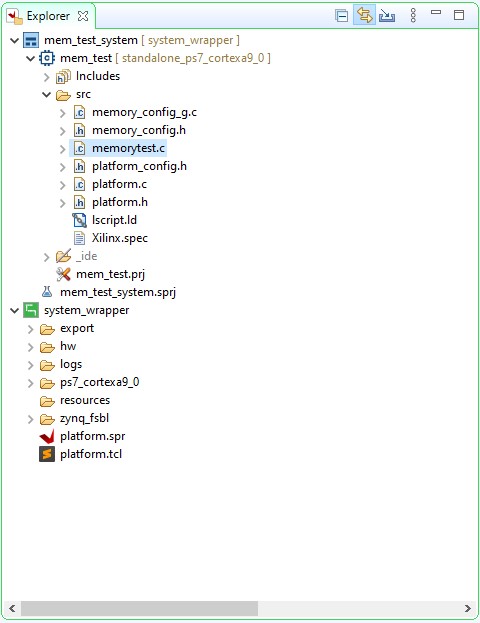 Explorer
mem_test_system [ system_wrapper ]
mem_test [ standalone_ps7_cortexa9_0 ]
Includes
src
memory_config_g.c
memory_config.h
memorytest.c
platform_config.h
platform.c
platform.h
lscript.ld
Xilinx.spec
_ide
mem_test.prj
mem_test_system.sprj
system_wrapper
export
hw
logs
ps7_cortexa9_0
resources
zynq_fsbl
platform.spr
platform.tcl